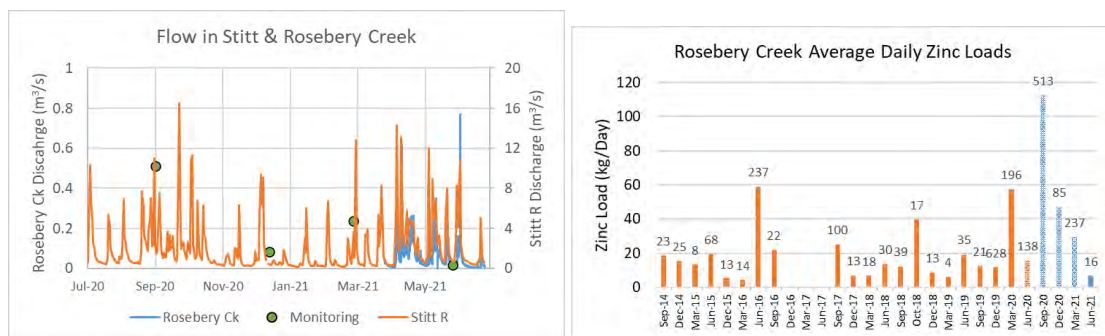 Flow in Stitt & Rosebery Creek
1
0.8
0.6
0.4
0.2
0
Rosebery Ck Discahrge (m³/s)
20
16
12
8
4
0
Stitt R Discharge (m³/s)
Jul-20 Sep-20 Nov-20 Jan-21 Mar-21 May-21
Rosebery Ck Monitoring Stitt R
Rosebery Creek Average Daily Zinc Loads
Zinc Load (kg/Day)
120
100
80
60
40
20
0
23 25 8 68 13 14 237 22 100 13 18 30 39 17 13 4 35 21 628 196 138 513 85 237 16
Sep-14
Dec-14
Mar-15
Jun-15
Dec-15
Mar-16
Jun-16
Sep-16
Dec-16
Mar-17
Jun-17
Sep-17
Dec-17
Mar-18
Jun-18
Sep-18
Oct-18
Dec-18
Mar-19
Jun-19
Sep-19
Dec-19
Mar-20
Jun-20
Sep-20
Dec-20
Mar-21
Jun-21